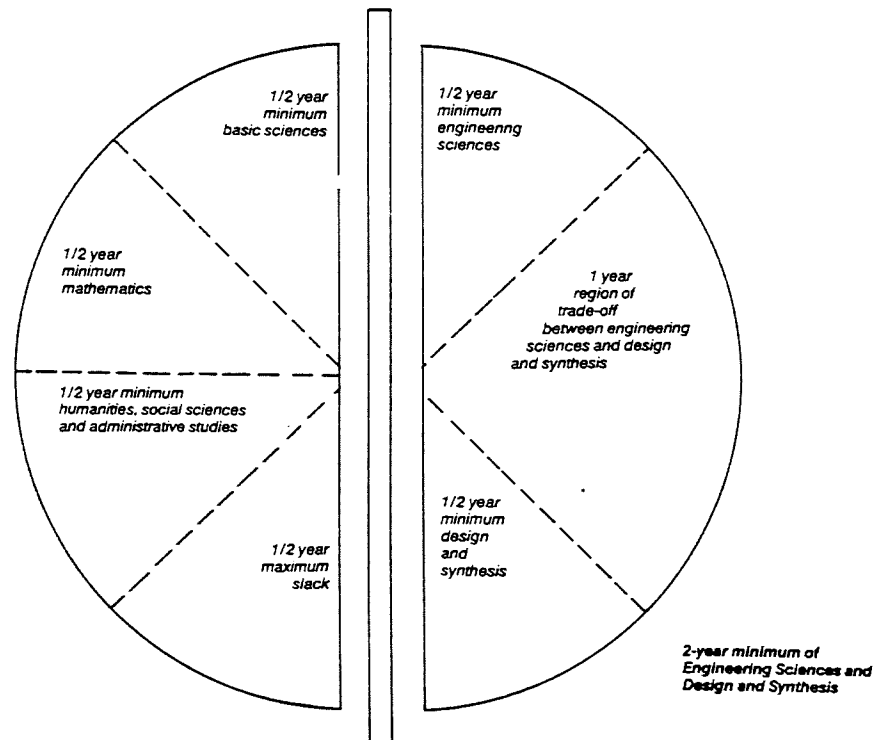 1/2 year
minimum
basic sciences
1/2 year
minimum
mathematics
1/2 year minimum
humanities, social sciences
and administrative studies
1/2 year
maximum
slack
1/2 year
minimum
engineenng
sciences
1 year
region of
trade-off
between engineering
sciences and design
and synthesis
1/2 year
minimum
design
and
synthesis
2-year minimum of
Engineering Sciences and
Design and Synthesis